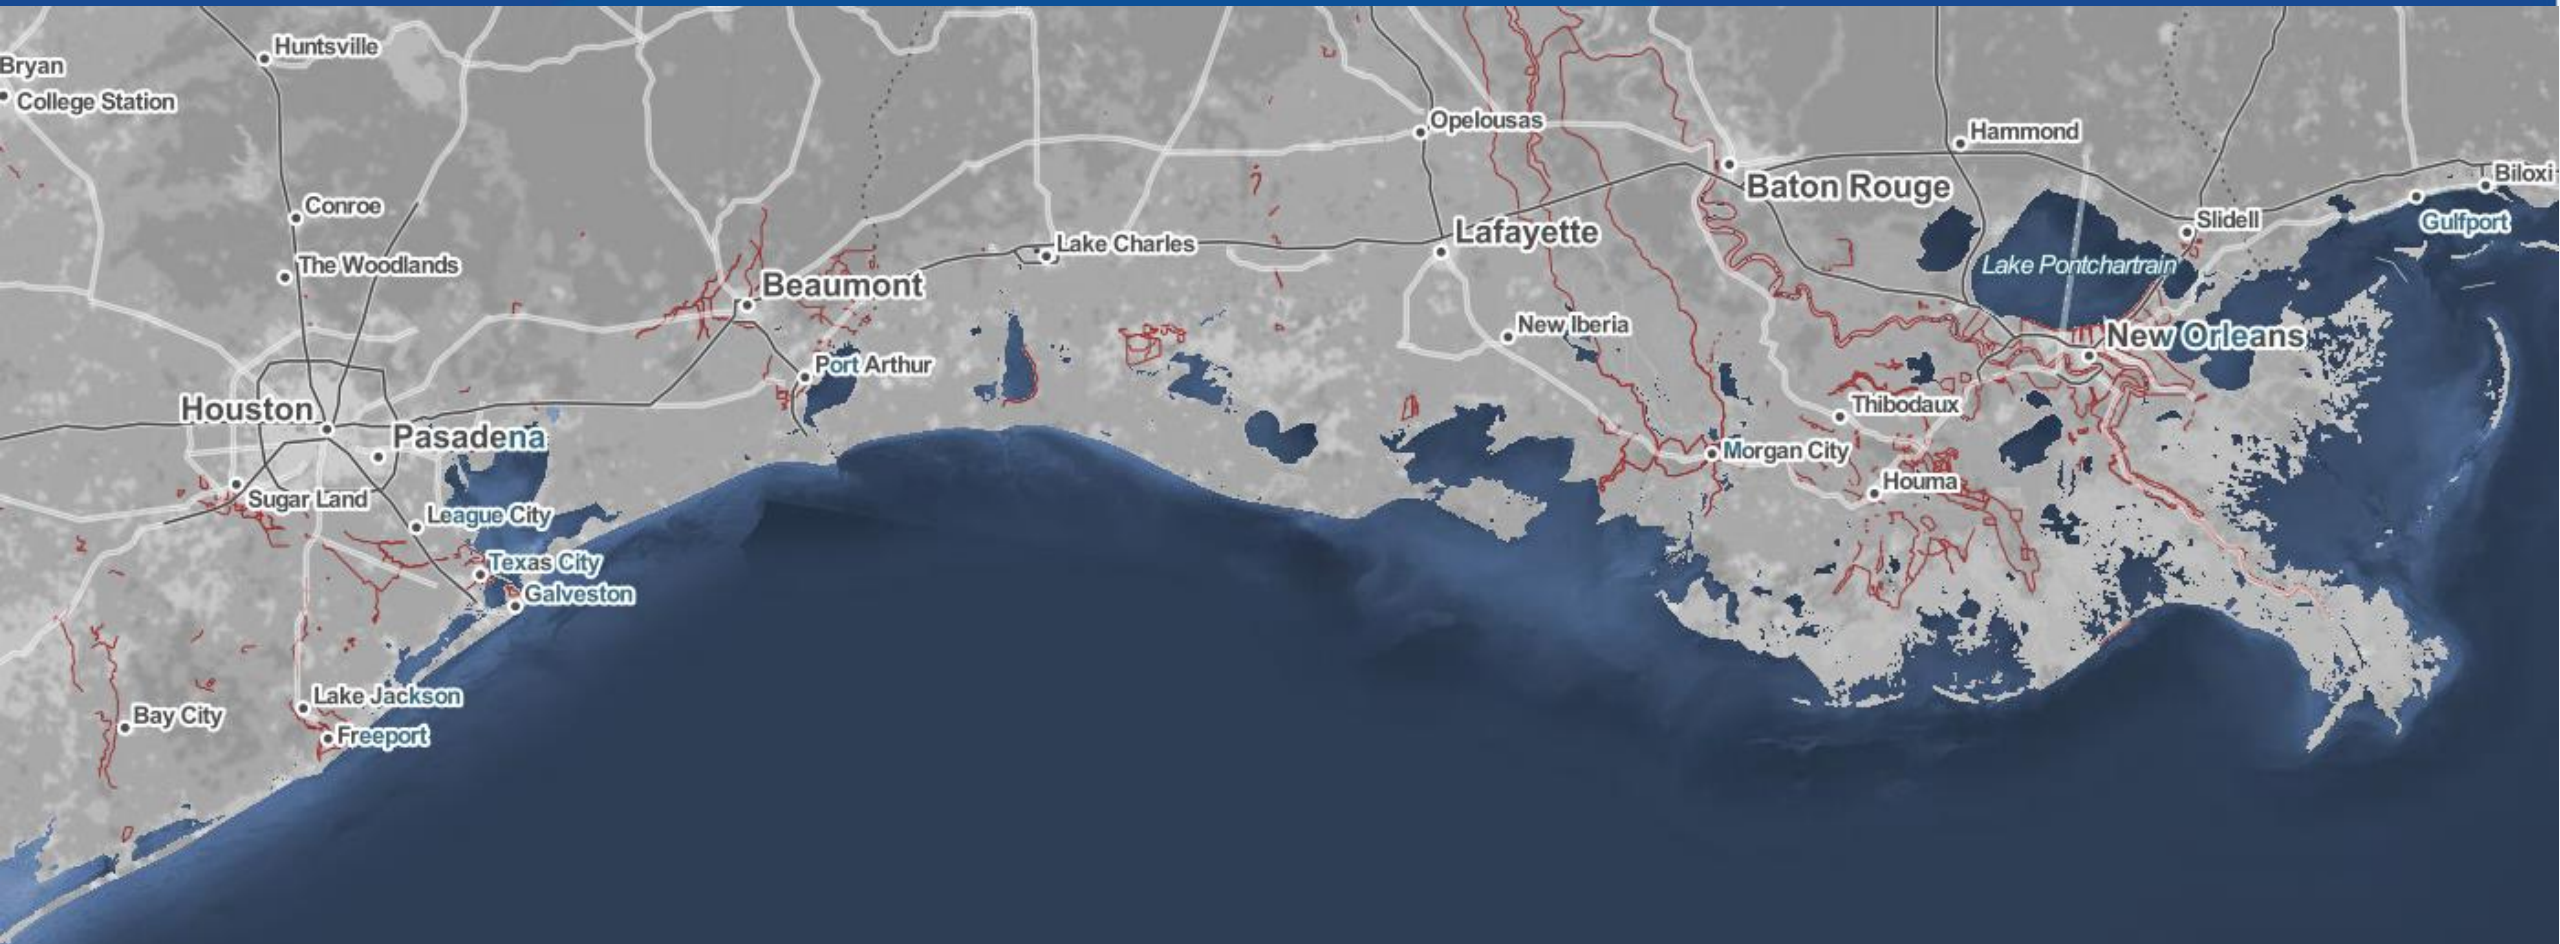 Huntsville
Bryan
College Station
Opelousas
Hammond
Biloxi
Baton Rouge
Conroe
Slidell
Gulfport
Lafayette
Lake Charles
The Woodlands
Lake Pontchartrain
Beaumont
New Iberia
New Orleans
Port Arthur
Houston
Thibodaux
Pasadena
Morgan City
Houma
Sugar Land
League City
Texas City
Galveston
Lake Jackson
Bay City
Freeport